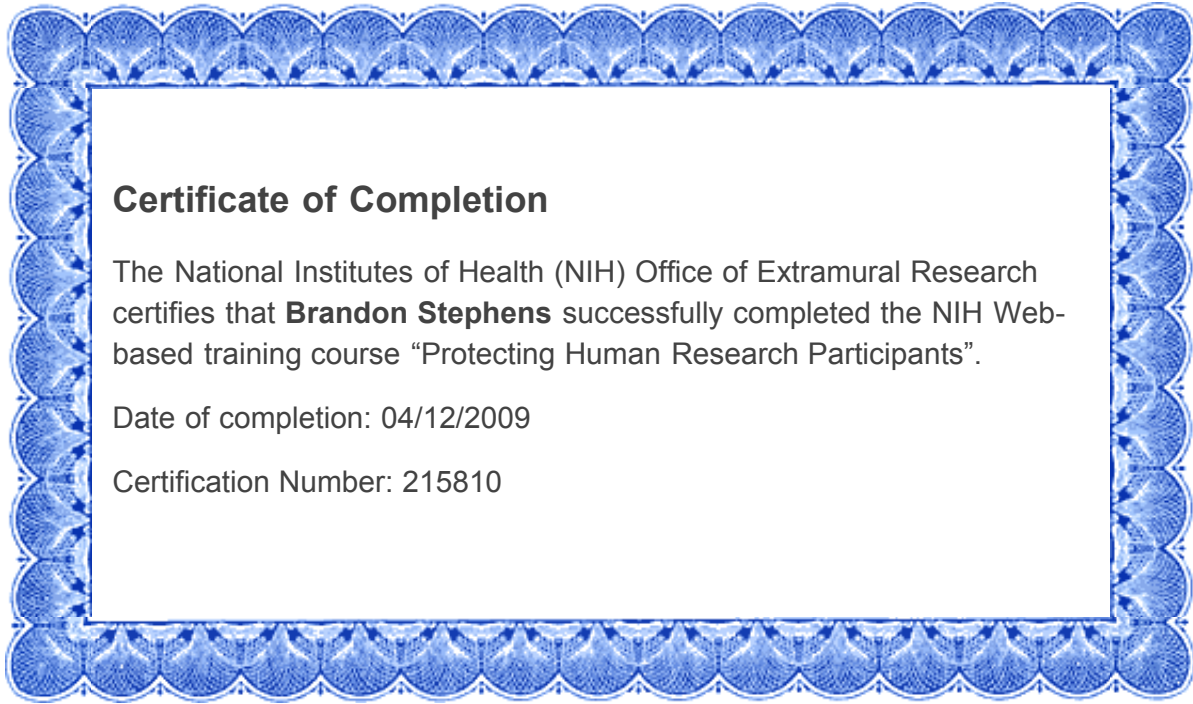 Certificate of Completion
The National Institutes of Health (NIH) Office of Extramural Research
certifies that Brandon Stephens successfully completed the NIH Web-
based training course “Protecting Human Research Participants”.
Date of completion: 04/12/2009
Certification Number: 215810